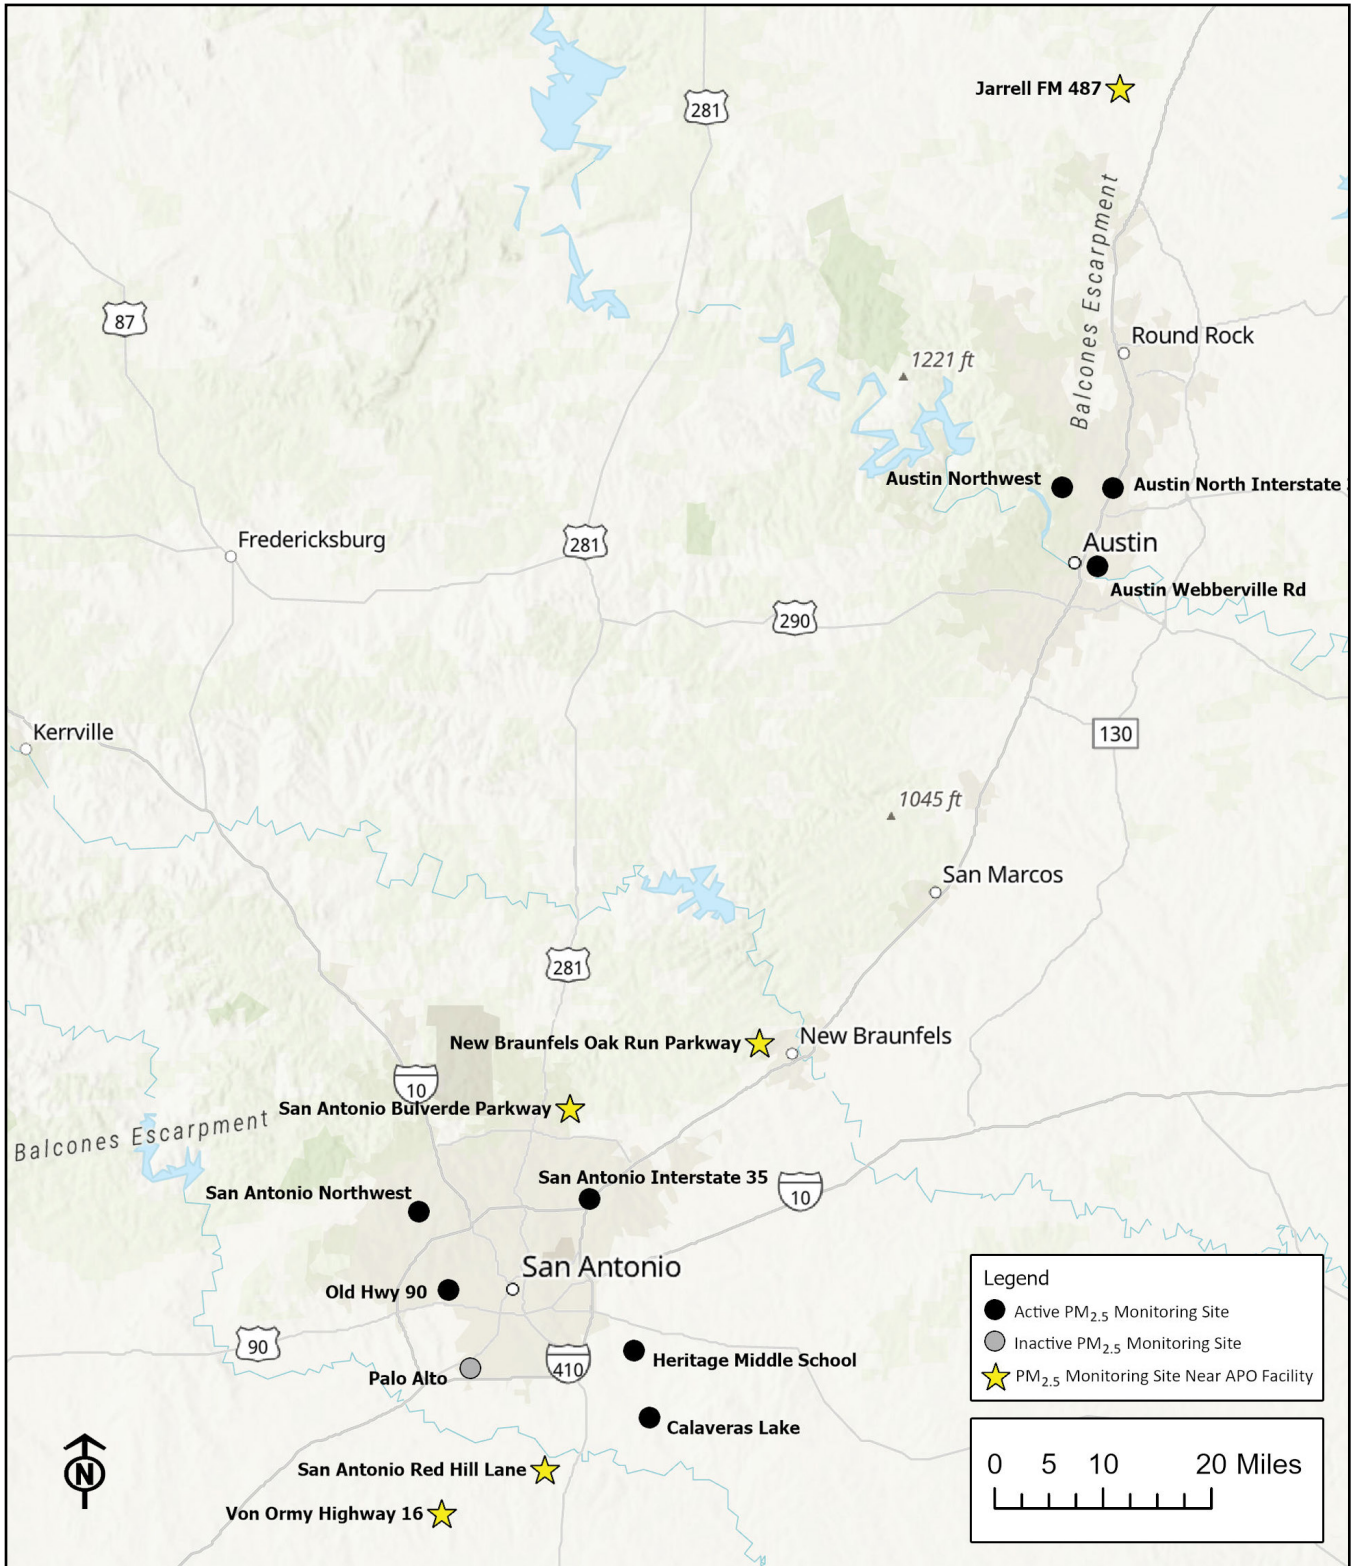 Jarrell FM 487
281
Balcones Escarpment
87
Round Rock
1221 ft
Austin Northwest
Austin North Interstate
Fredericksburg
281
Austin
Austin Webberville Rd
290
Kerrville
130
1045 ft
San Marcos
281
New Braunfels Oak Run Parkway
New Braunfels
10
San Antonio Bulverde Parkway
Balcones Escarpment
San Antonio Interstate 35
San Antonio Northwest
10
San Antonio
Old Hwy 90
90
Heritage Middle School
410
Palo Alto
Calaveras Lake
San Antonio Red Hill Lane
Von Ormy Highway 16
N
Legend
Active PM2.5 Monitoring Site
Inactive PM2.5 Monitoring Site
PM2.5 Monitoring Site Near APO Facility
0 5 10 20 Miles